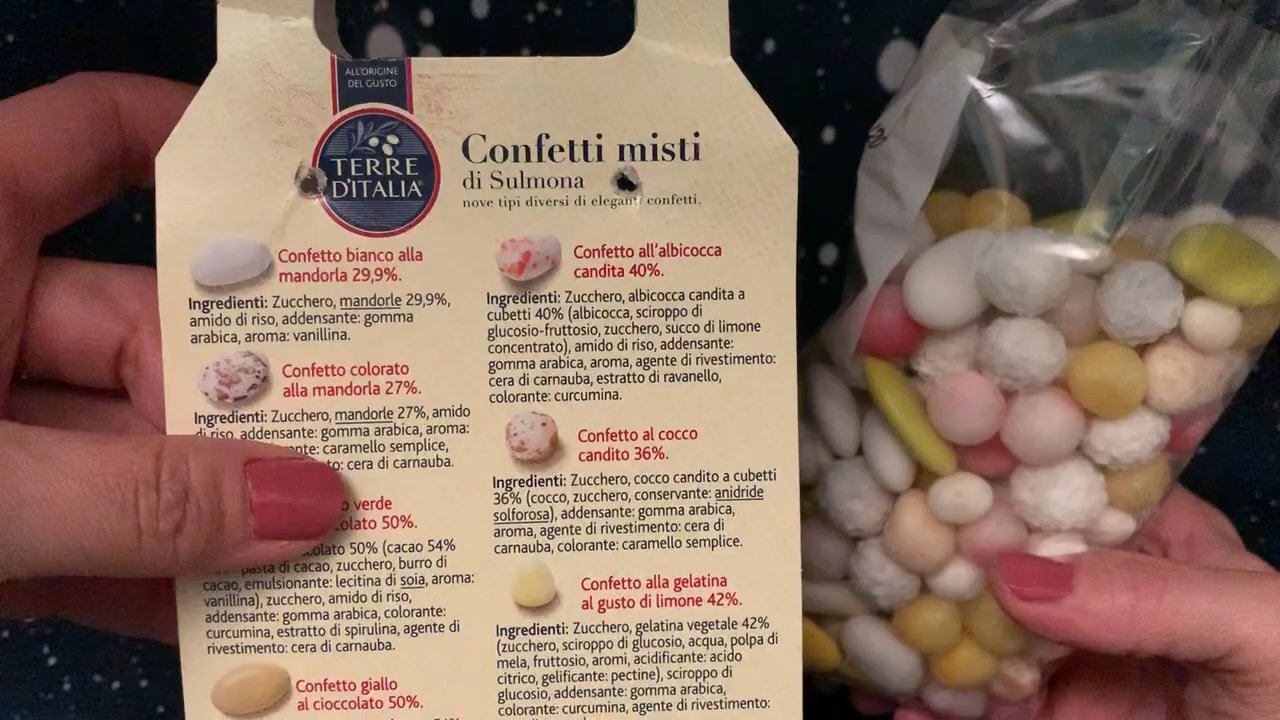 ALL'ORIGINE
DEL GUSTO
TERRE
D'ITALIA®
Confetti misti
di Sulmona
nove tipi diversi di eleganti confetti.
Confetto bianco alla
mandorla 29,9%.
Ingredienti: Zucchero, mandorle 29,9%,
amido di riso, addensante: gomma
arabica, aroma: vanillina.
Confetto colorato
alla mandorla 27%.
Ingredienti: Zucchero, mandorle 27%, amido
di riso, addensante: gomma arabica, aroma:
caramello semplice,
cera di carnauba.
verde
50%.
50% (cacao 54%
pasta di cacao, zucchero, burro di
cacao, emulsionante: lecitina di soia, aroma:
vanillina), zucchero, amido di riso,
addensante: gomma arabica, colorante:
curcumina, estratto di spirulina, agente di
rivestimento: cera di carnauba.
Confetto giallo
al cioccolato 50%.
Confetto all'albicocca
candita 40%.
Ingredienti: Zucchero, albicocca candita a
cubetti 40% (albicocca, sciroppo di
glucosio-fruttosio, zucchero, succo di limone
concentrato), amido di riso, addensante:
gomma arabica, aroma, agente di rivestimento:
cera di carnauba, estratto di ravanello,
colorante: curcumina.
Confetto al cocco
candito 36%.
Ingredienti: Zucchero, cocco candito a cubetti
36% (cocco, zucchero, conservante: anidride
solforosa), addensante: gomma arabica,
aroma, agente di rivestimento: cera di
carnauba, colorante: caramello semplice.
Confetto alla gelatina
al gusto di limone 42%.
Ingredienti: Zucchero, gelatina vegetale 42%
(zucchero, sciroppo di glucosio, acqua, polpa di
mela, fruttosio, aromi, acidificante: acido
citrico, gelificante: pectine), sciroppo di
glucosio, addensante: gomma arabica,
colorante: curcumina, agente di rivestimento: